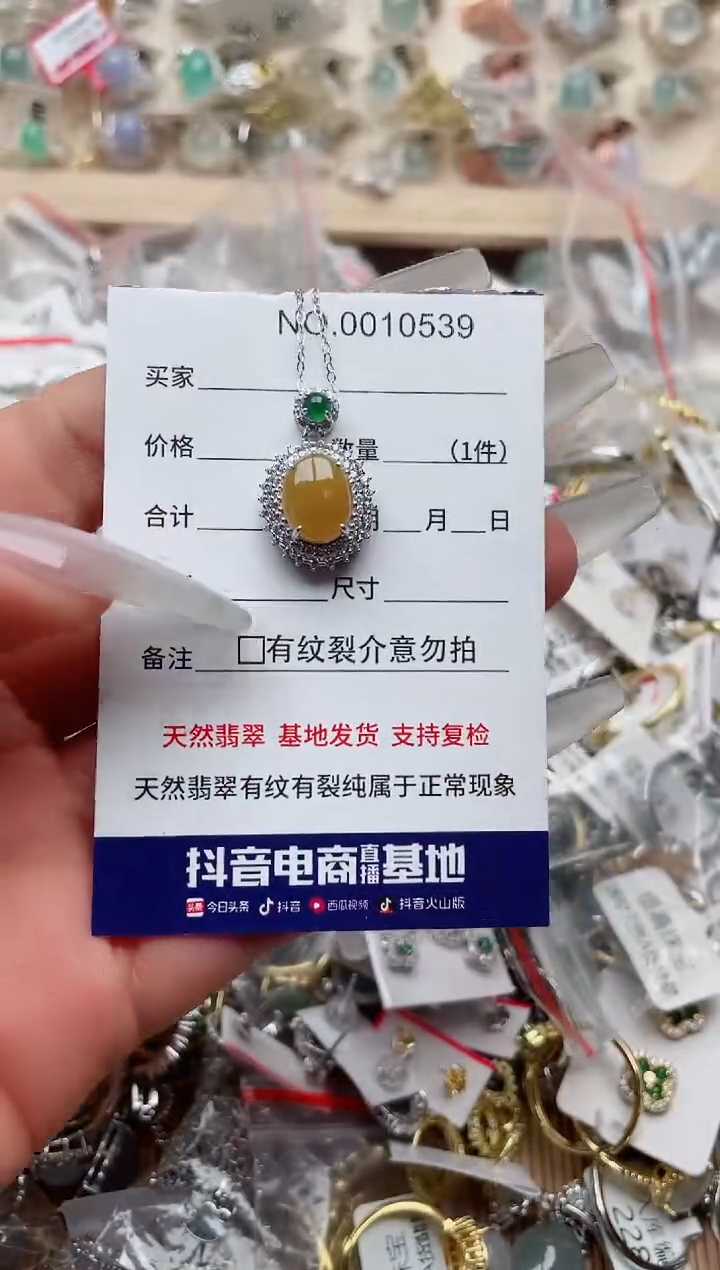 NO.0010539
买家
价格 数量 (1件)
合计 月 日
尺寸
备注 □有纹裂介意勿拍
天然翡翠 基地发货 支持复检
天然翡翠有纹有裂纯属于正常现象
抖音电商直播基地
头条 今日头条 抖音 西瓜视频 抖音火山版
228